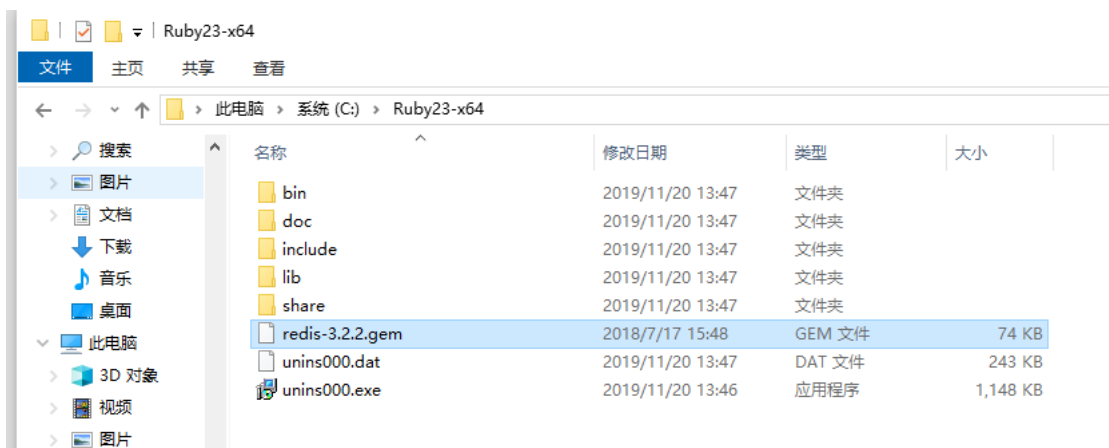 Ruby23-x64
文件 主页 共享 查看
此电脑 › 系统 (C:) › Ruby23-x64
搜索
图片
文档
下载
音乐
桌面
此电脑
3D 对象
视频
图片
名称 修改日期 类型 大小
bin 2019/11/20 13:47 文件夹
doc 2019/11/20 13:47 文件夹
include 2019/11/20 13:47 文件夹
lib 2019/11/20 13:47 文件夹
share 2019/11/20 13:47 文件夹
redis-3.2.2.gem 2018/7/17 15:48 GEM 文件 74 KB
unins000.dat 2019/11/20 13:47 DAT 文件 243 KB
unins000.exe 2019/11/20 13:46 应用程序 1,148 KB